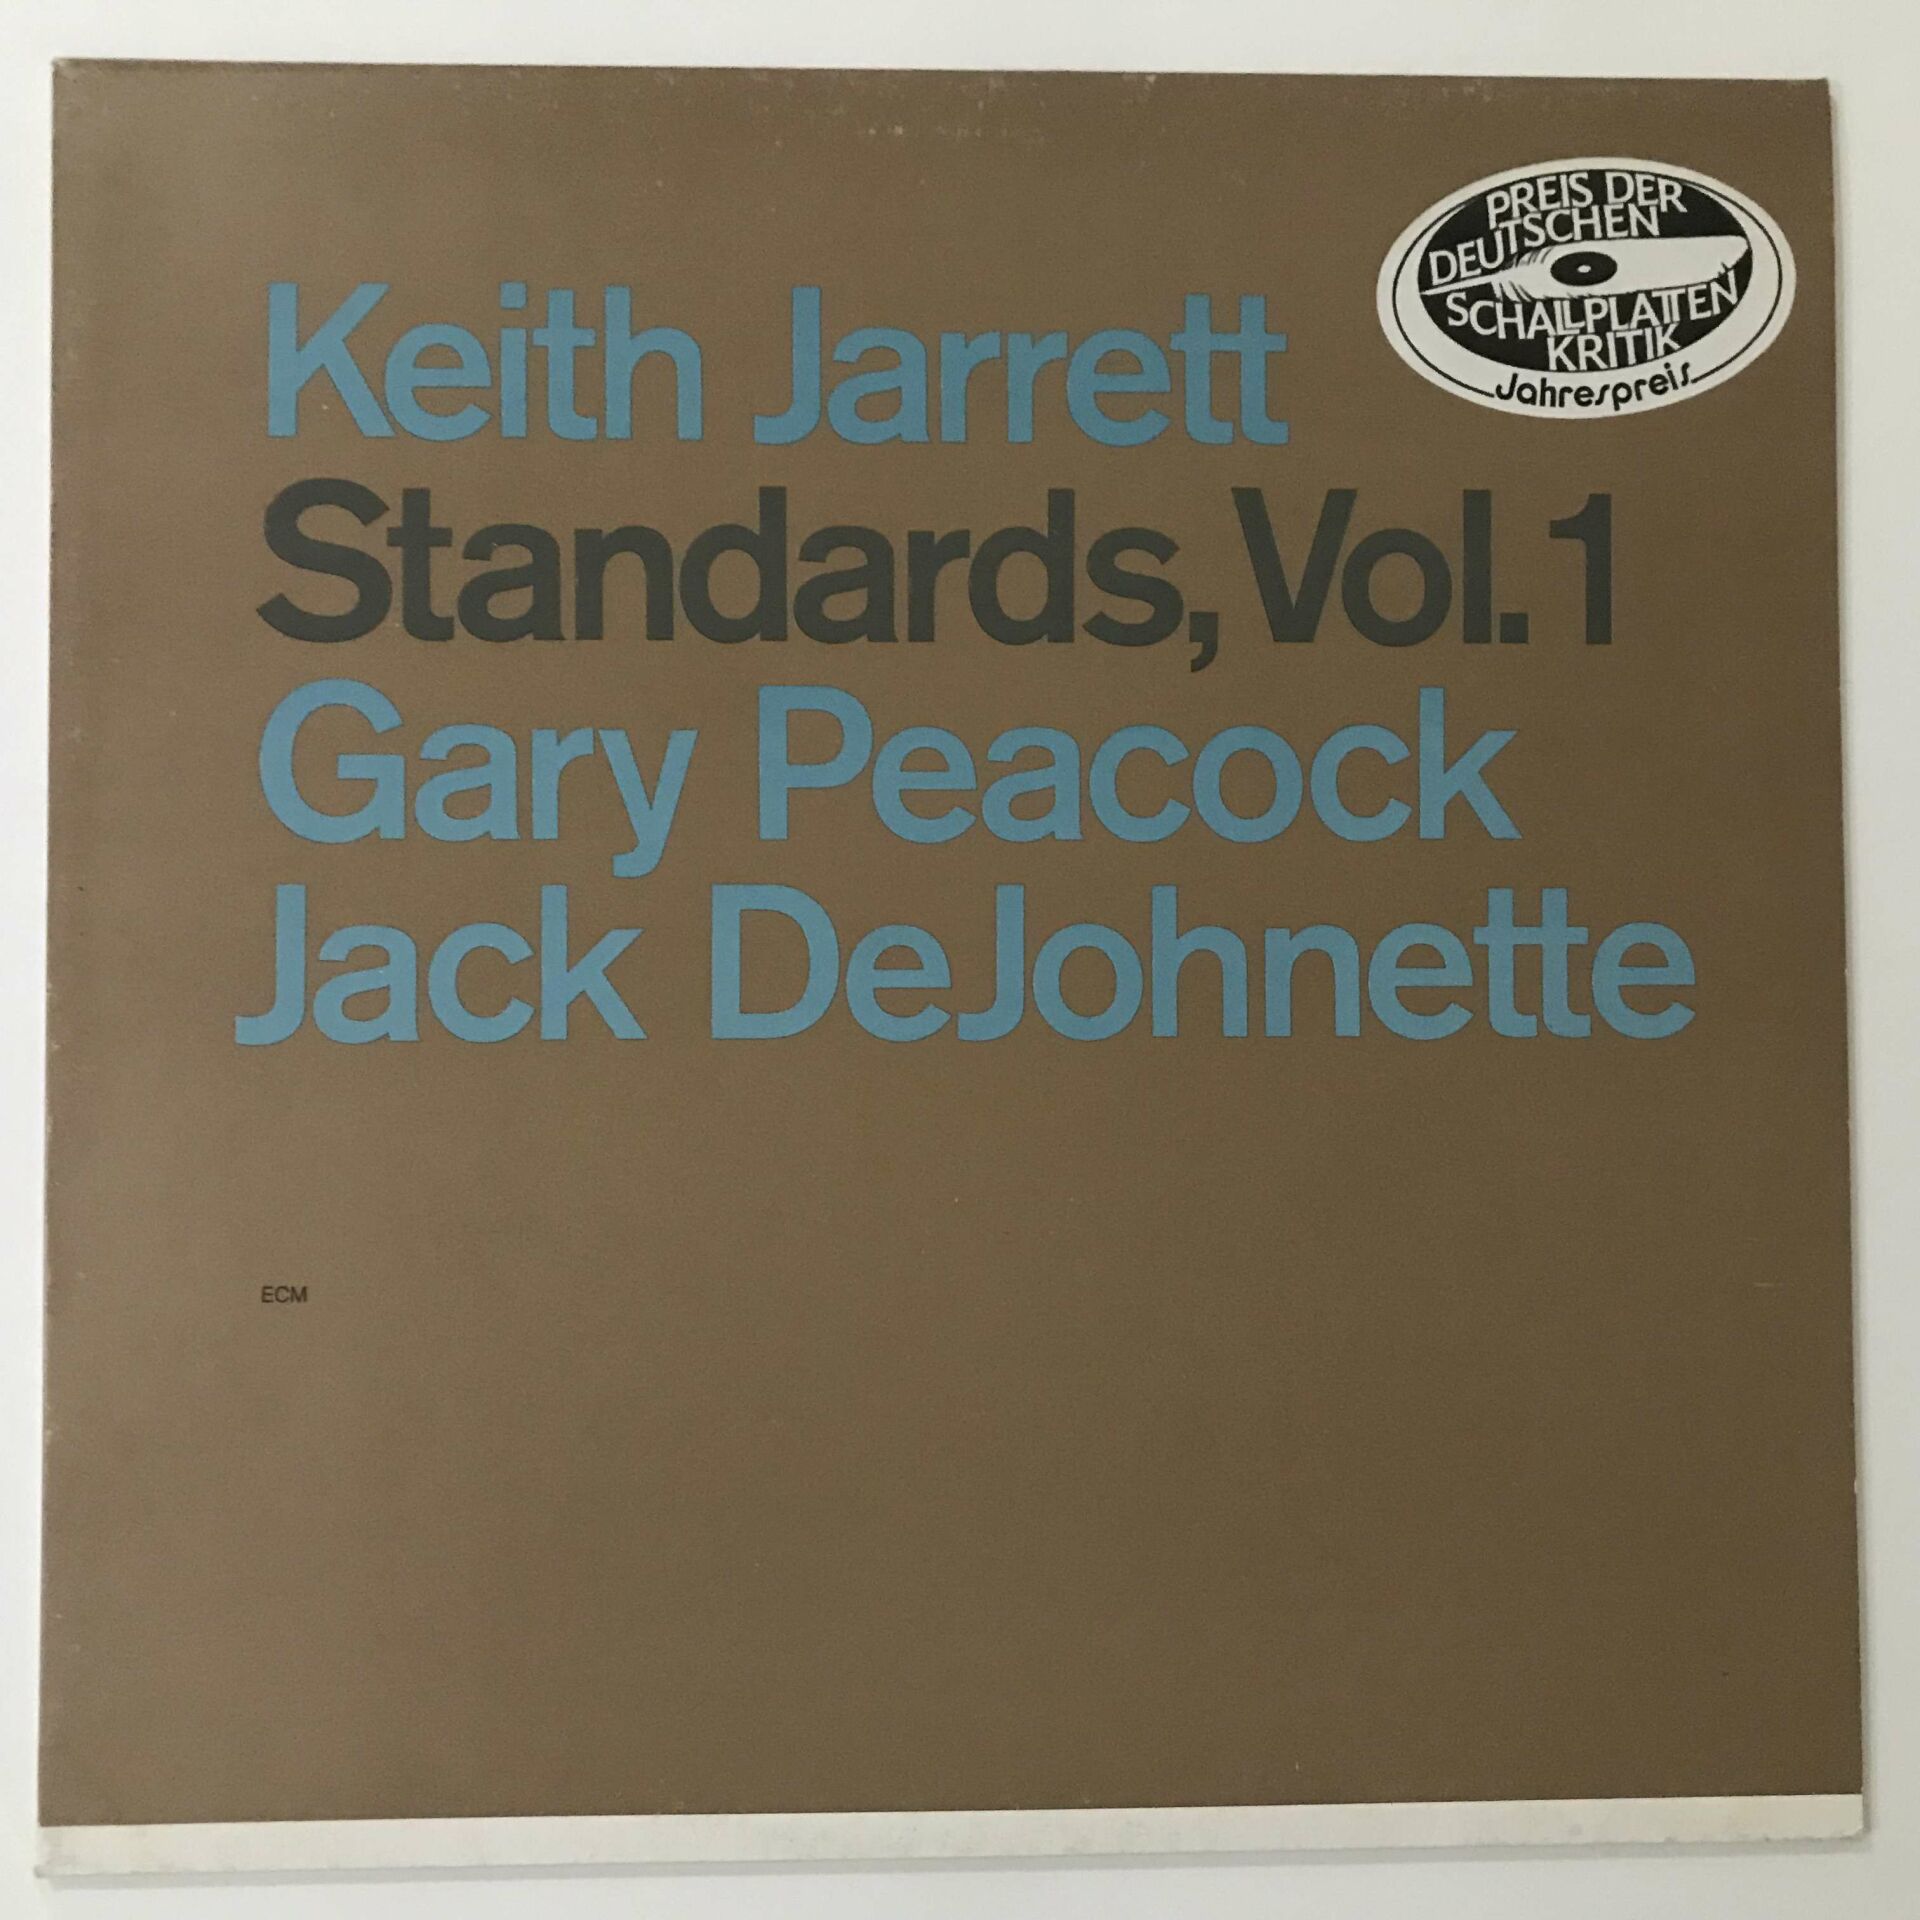 PREIS DER
DEUTSCHEN
SCHALLPLATTEN
KRITIK
Jahrespreis
Keith Jarrett
Standards, Vol. 1
Gary Peacock
Jack DeJohnette
ECM